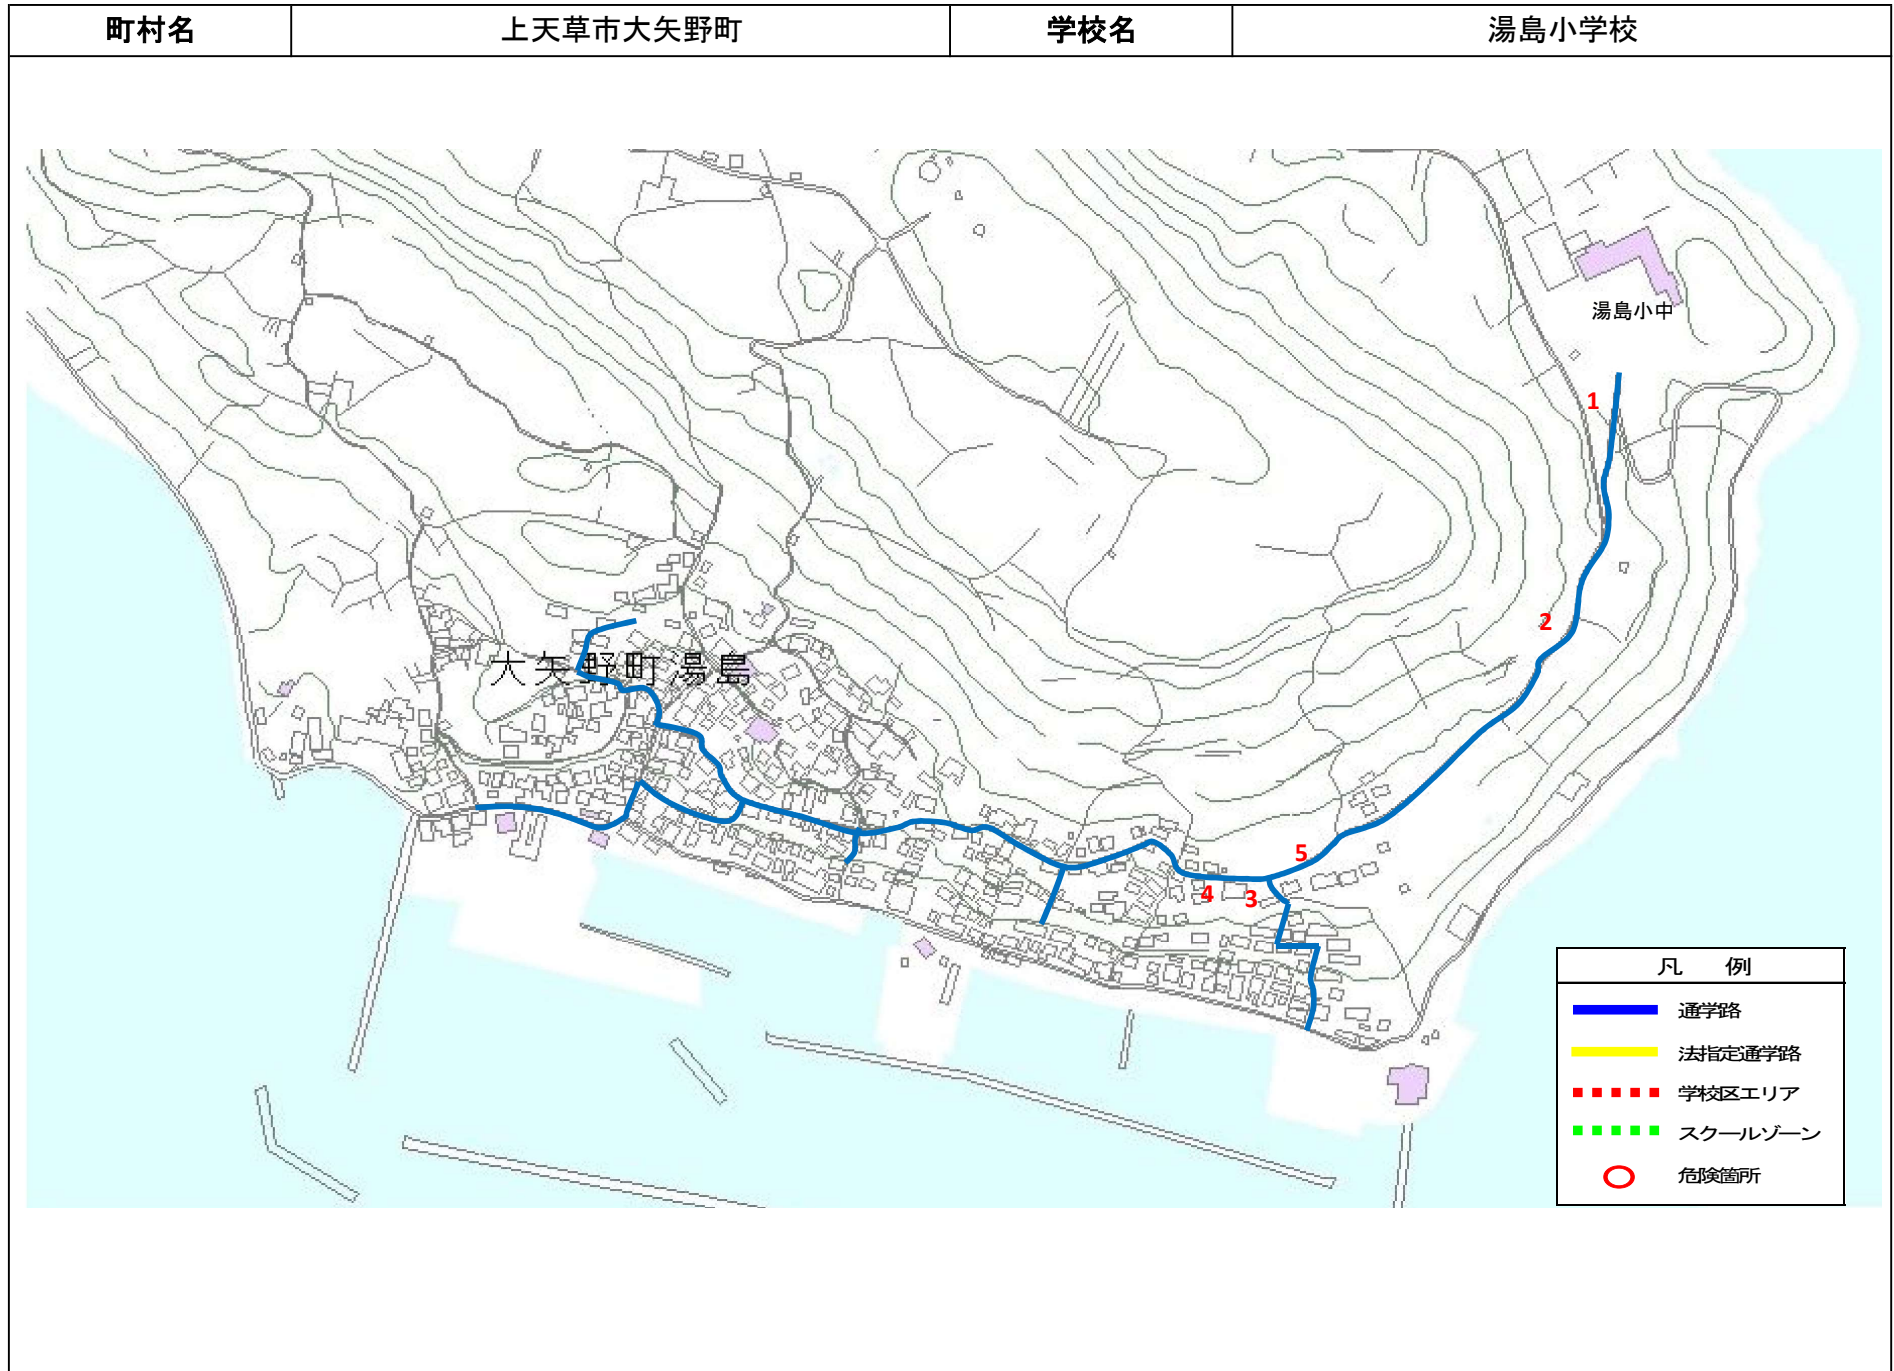 町村名 上天草市大矢野町 学校名 湯島小学校
湯島小中
1
2
大矢野町湯島
5
4 3
凡 例
通学路
法指定通学路
学校区エリア
スクールゾーン
危険箇所